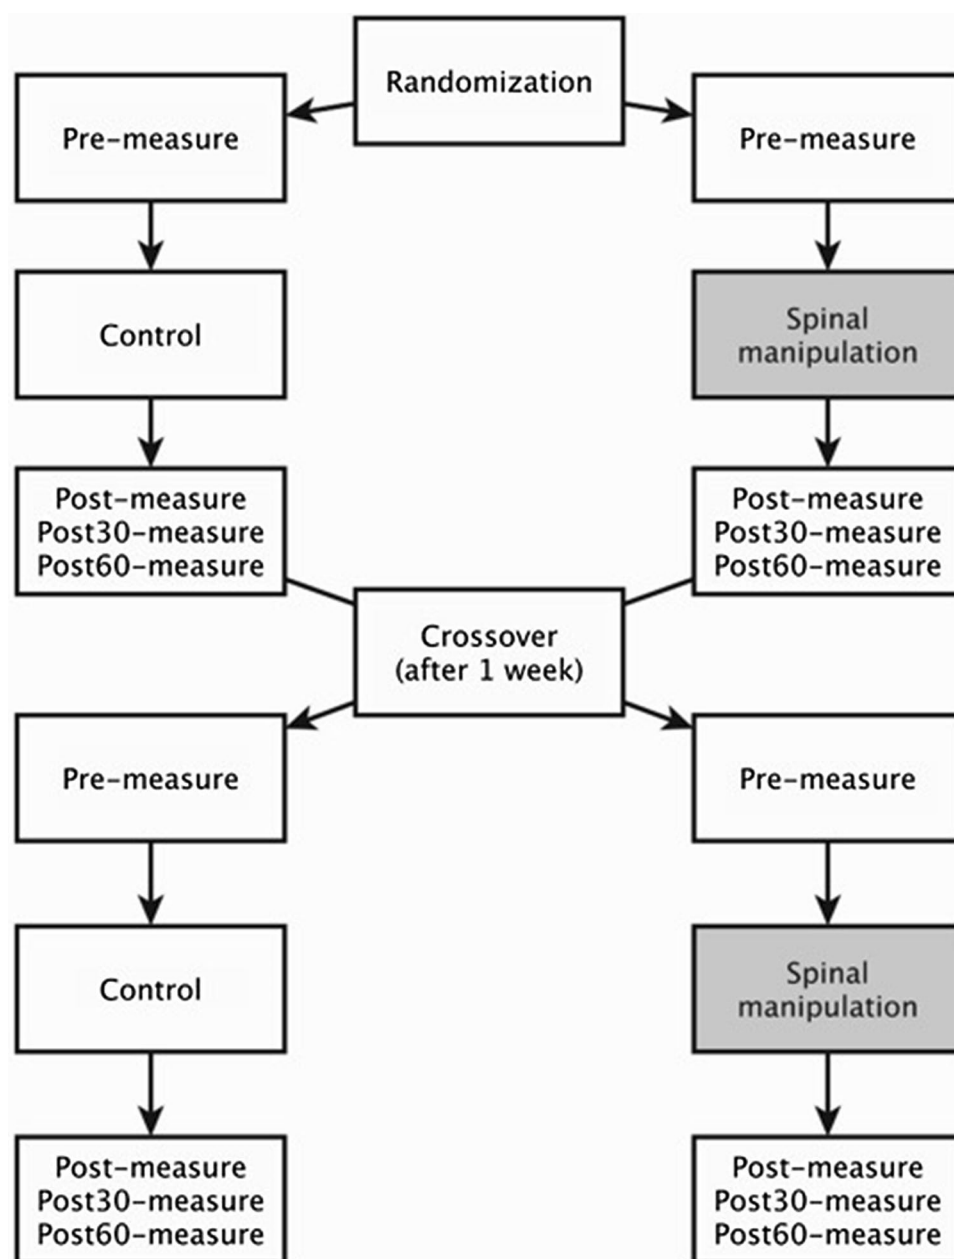 Randomization
Pre-measure
Pre-measure
Control
Spinal
manipulation
Post-measure
Post30-measure
Post60-measure
Post-measure
Post30-measure
Post60-measure
Crossover
(after 1 week)
Pre-measure
Pre-measure
Control
Spinal
manipulation
Post-measure
Post30-measure
Post60-measure
Post-measure
Post30-measure
Post60-measure